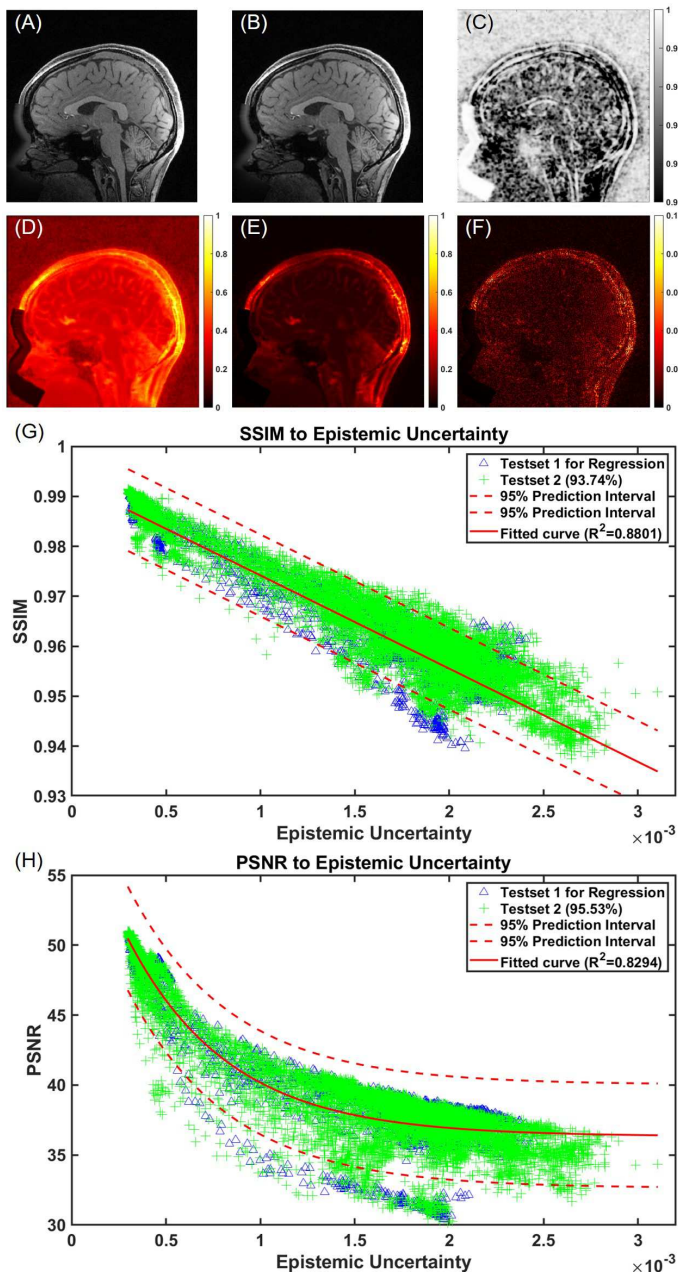 (A)
(B)
(C)
1
0.9
0.9
0.9
0.9
0.9
(D)
1
0.8
0.6
0.4
0.2
0
(E)
1
0.8
0.6
0.4
0.2
0
(F)
0.1
0.0
0.0
0.0
0.0
0
(G)
SSIM to Epistemic Uncertainty
Testset 1 for Regression
Testset 2 (93.74%)
95% Prediction Interval
95% Prediction Interval
Fitted curve (R²=0.8801)
SSIM
1
0.99
0.98
0.97
0.96
0.95
0.94
0.93
0 0.5 1 1.5 2 2.5 3
Epistemic Uncertainty
×10⁻³
(H)
PSNR to Epistemic Uncertainty
Testset 1 for Regression
Testset 2 (95.53%)
95% Prediction Interval
95% Prediction Interval
Fitted curve (R²=0.8294)
PSNR
55
50
45
40
35
30
0 0.5 1 1.5 2 2.5 3
Epistemic Uncertainty
×10⁻³